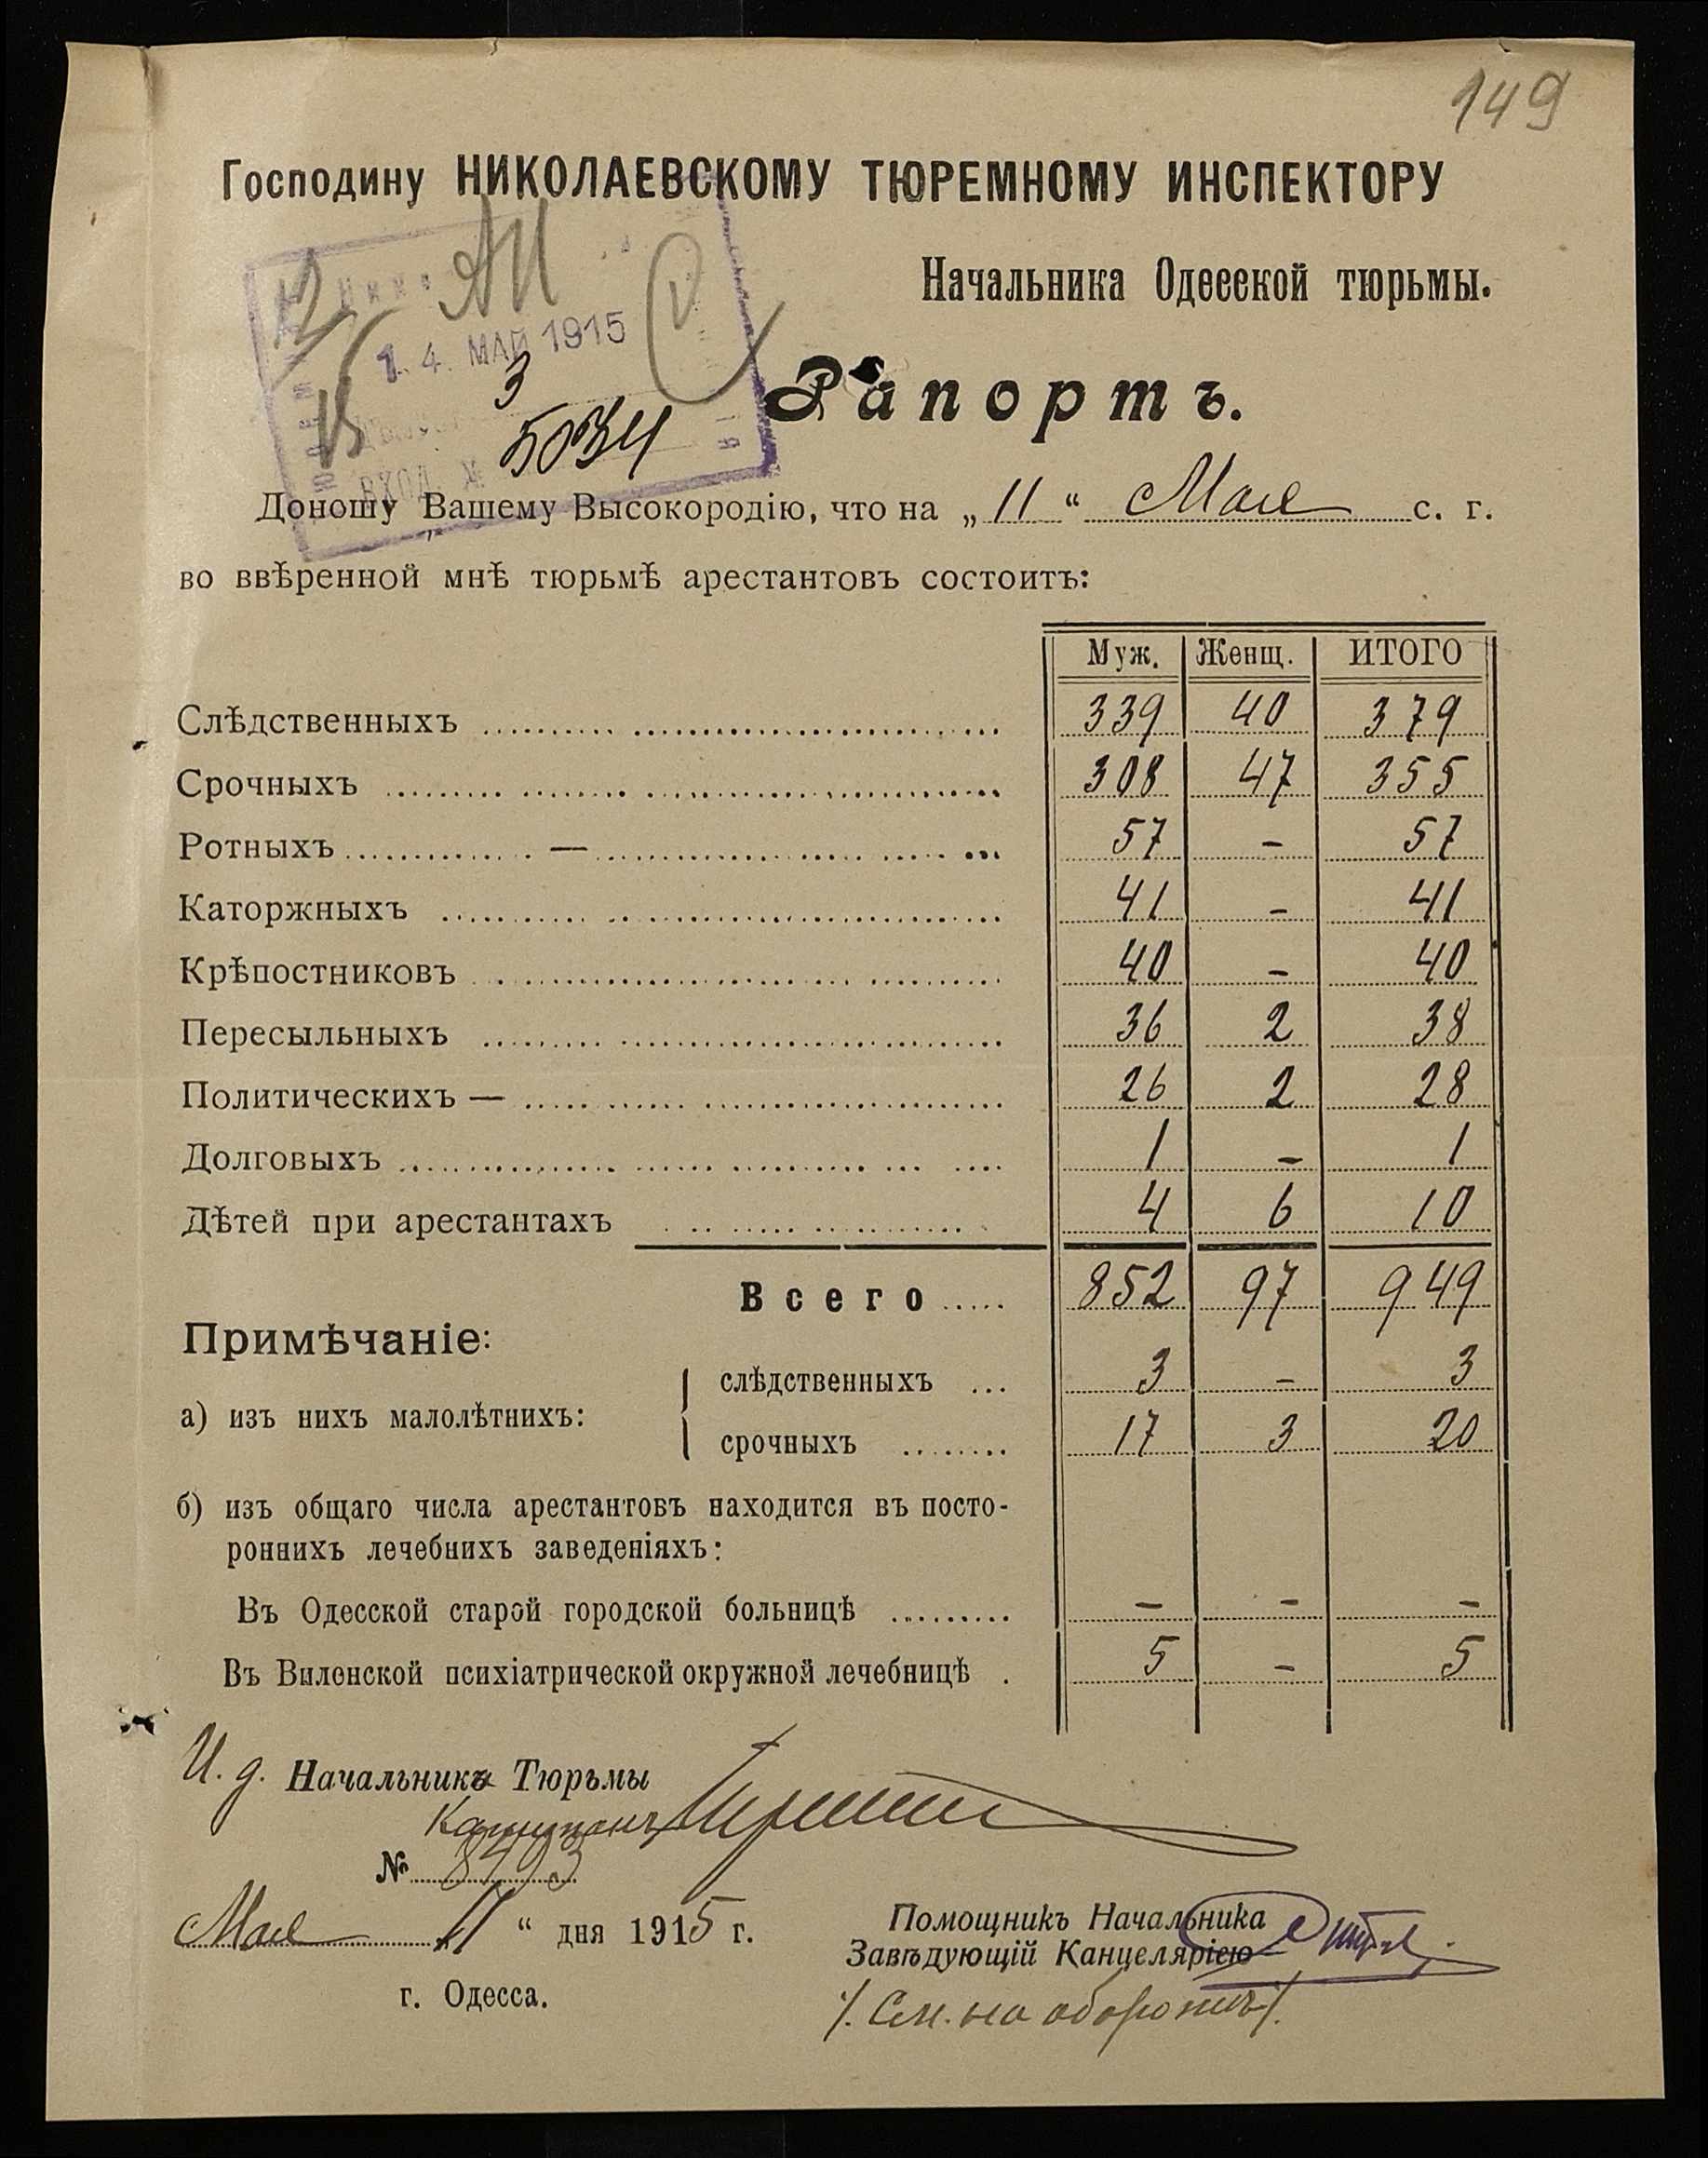 149
Господину НИКОЛАЕВСКОМУ ТЮРЕМНОМУ ИНСПЕКТОРУ
Начальника Одесской тюрьмы.
14 МАЙ 1915
3
5034
ВХОД. №
Рапортъ.
Доношу Вашему Высокородію, что на „11“ Мая с. г.
во ввѣренной мнѣ тюрьмѣ арестантовъ состоитъ:
Муж. Женщ. ИТОГО
Слѣдственныхъ 339 40 379
Срочныхъ 308 47 355
Ротныхъ — 57 - 57
Каторжныхъ 41 - 41
Крѣпостниковъ 40 - 40
Пересыльныхъ 36 2 38
Политическихъ — 26 2 28
Долговыхъ 1 - 1
Дѣтей при арестантахъ 4 6 10
Всего 852 97 949
Примѣчаніе:
а) изъ нихъ малолѣтнихъ:
слѣдственныхъ 3 - 3
срочныхъ 17 3 20
б) изъ общаго числа арестантовъ находится въ посто-
роннихъ лечебнихъ заведеніяхъ:
Въ Одесской старой городской больницѣ - - -
Въ Виленской психіатрической окружной лечебницѣ 5 - 5
И. д. Начальникъ Тюрьмы
Капитанъ
№ 8493
Мая 11 “ дня 1915 г.
г. Одесса.
Помощникъ Начальника
Завѣдующій Канцеляріею
/. См. на оборотѣ /.